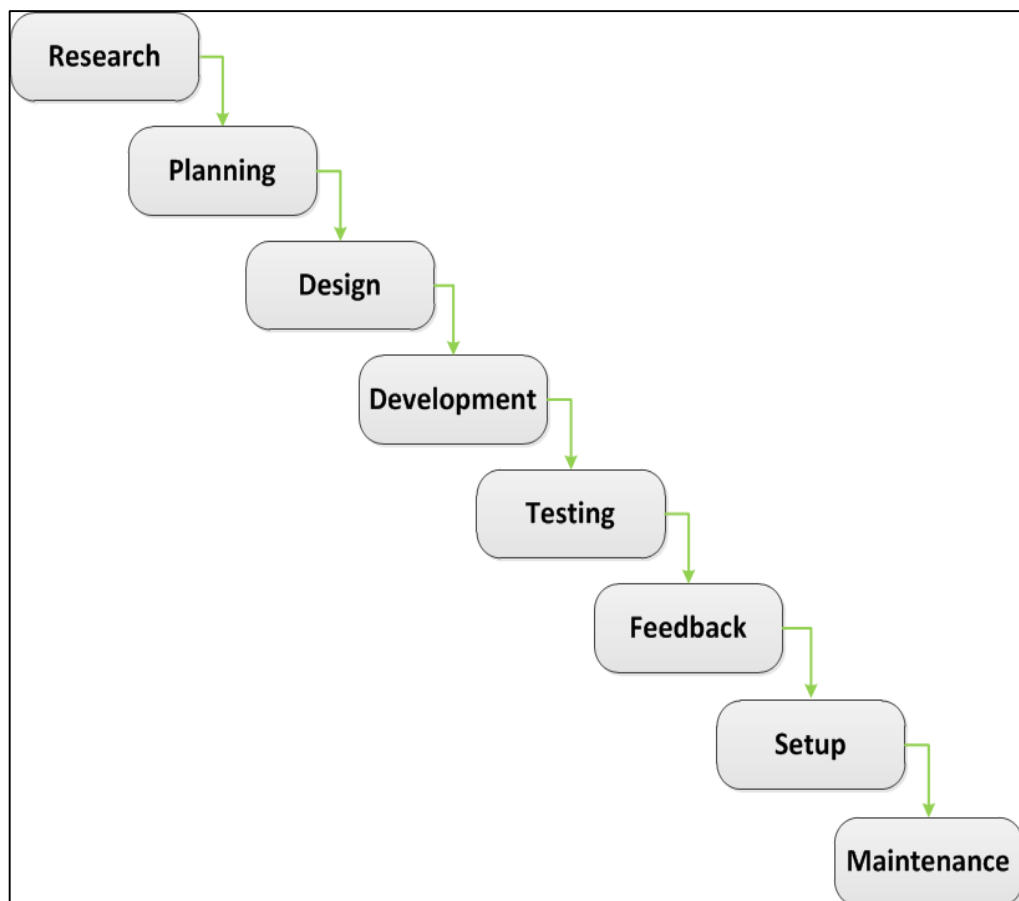 Research
Planning
Design
Development
Testing
Feedback
Setup
Maintenance